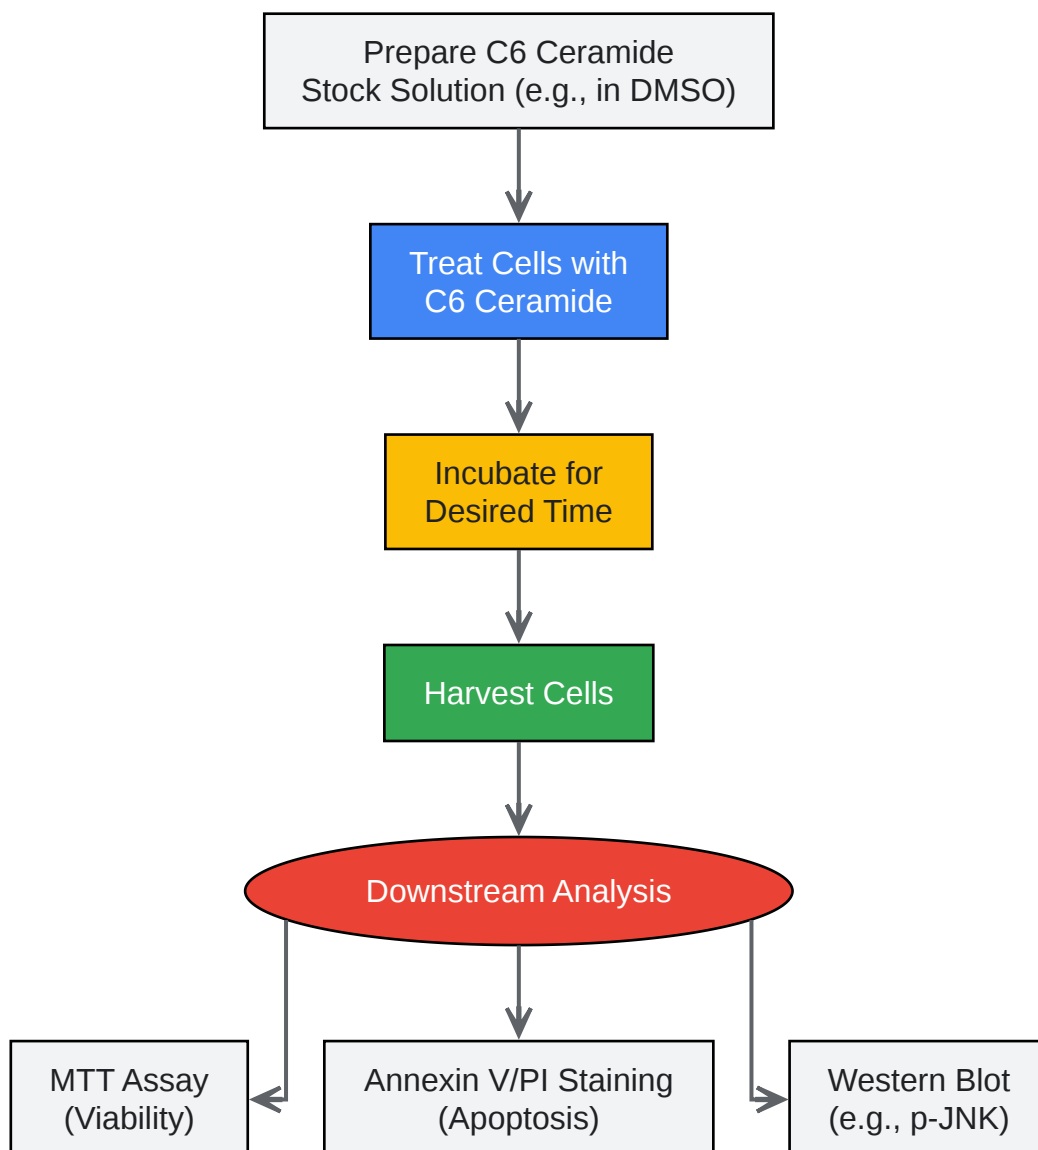 Prepare C6 Ceramide
Stock Solution (e.g., in DMSO)
Treat Cells with
C6 Ceramide
Incubate for
Desired Time
Harvest Cells
Downstream Analysis
MTT Assay
(Viability)
Annexin V/PI Staining
(Apoptosis)
Western Blot
(e.g., p-JNK)